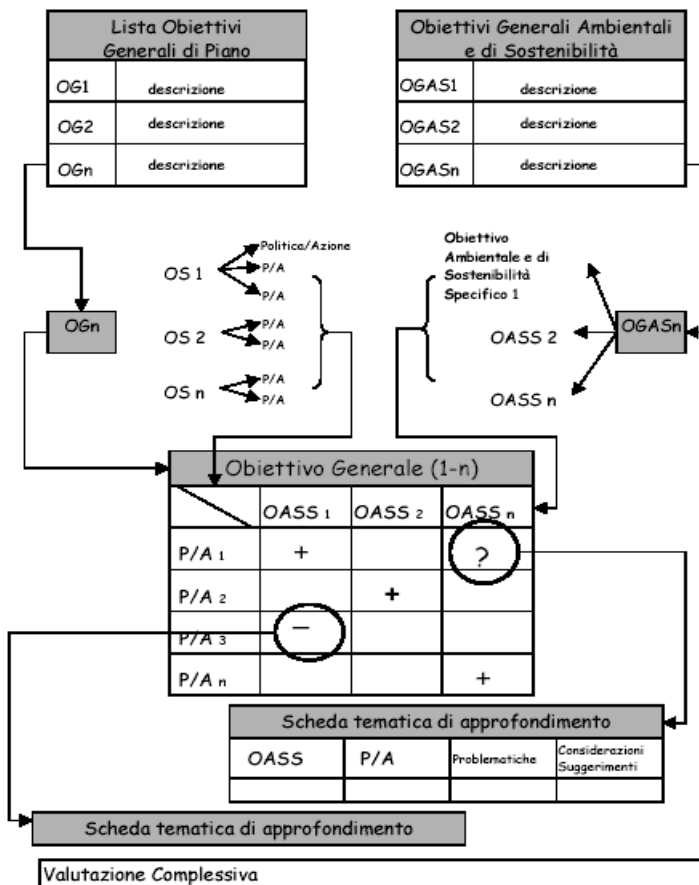 Lista Obiettivi
Generali di Piano
OG1 descrizione
OG2 descrizione
OGn descrizione
Obiettivi Generali Ambientali
e di Sostenibilità
OGAS1 descrizione
OGAS2 descrizione
OGASn descrizione
OGn
OS 1
Politica/Azione
P/A
P/A
OS 2
P/A
P/A
OS n
P/A
P/A
Obiettivo
Ambientale e di
Sostenibilità
Specifico 1
OASS 2
OASS n
OGASn
Obiettivo Generale (1-n)
OASS 1 OASS 2 OASS n
P/A 1 + ?
P/A 2 +
P/A 3 –
P/A n +
Scheda tematica di approfondimento
OASS P/A Problematiche Considerazioni
Suggerimenti
Scheda tematica di approfondimento
Valutazione Complessiva